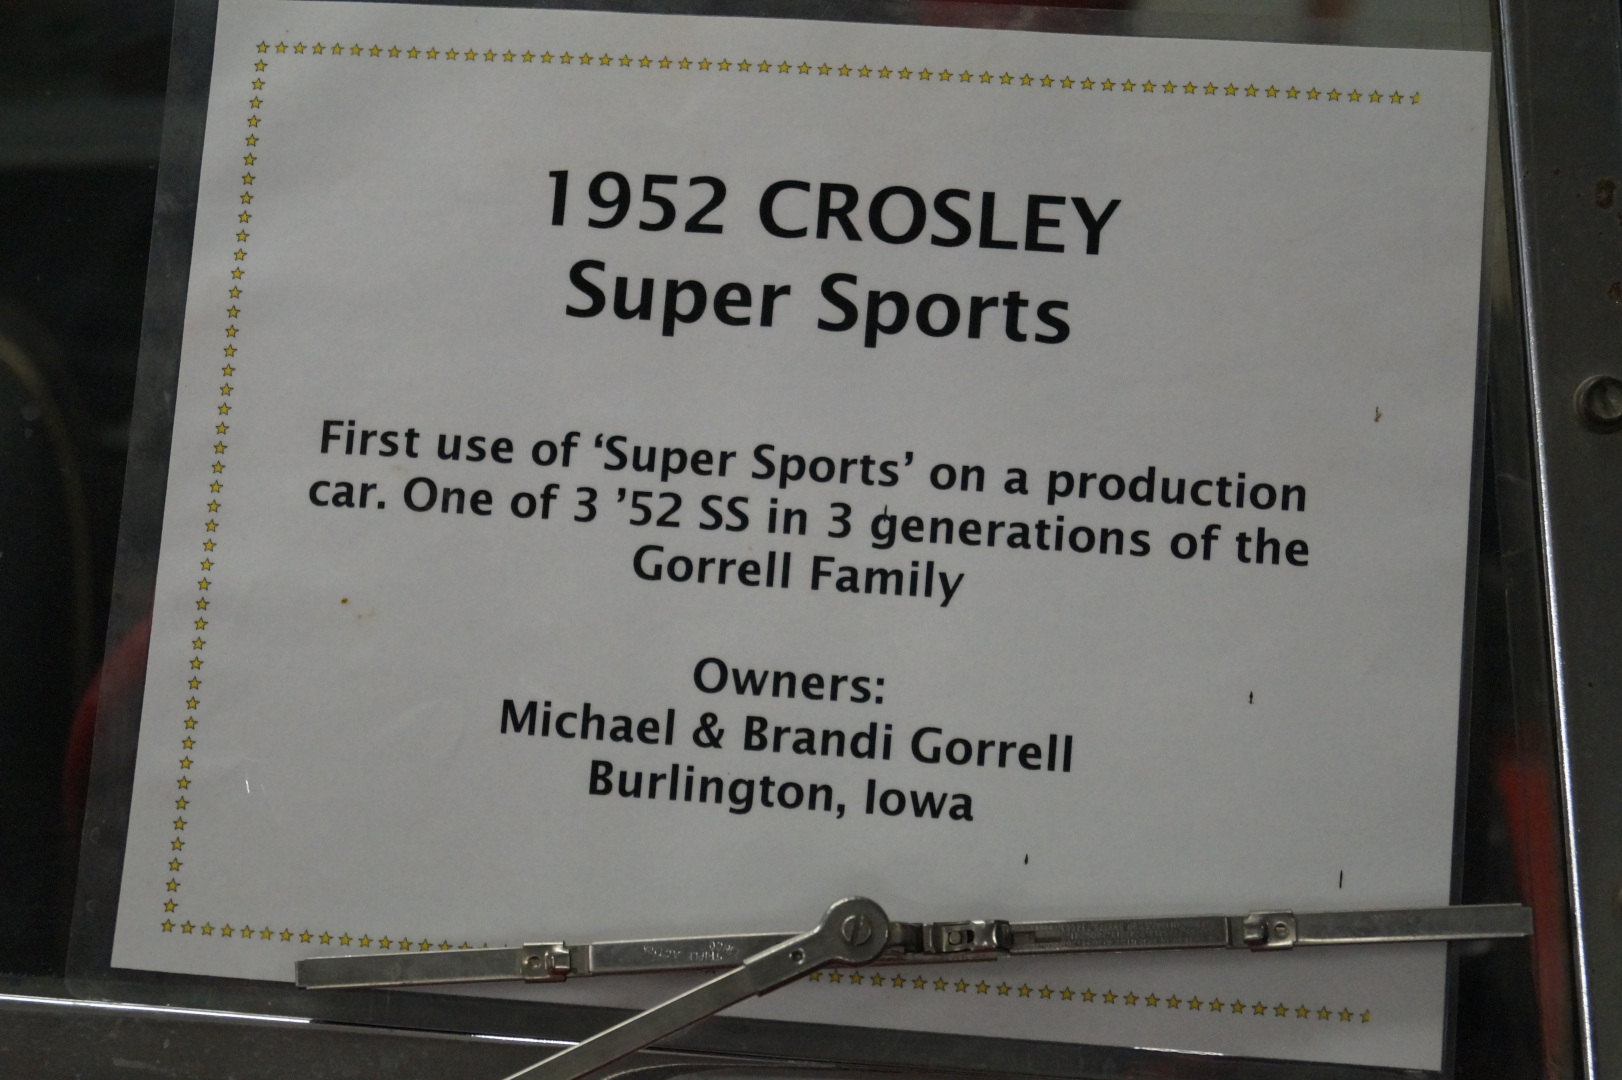 1952 CROSLEY
Super Sports
First use of ‘Super Sports’ on a production
car. One of 3 ’52 SS in 3 generations of the
Gorrell Family
Owners:
Michael & Brandi Gorrell
Burlington, Iowa